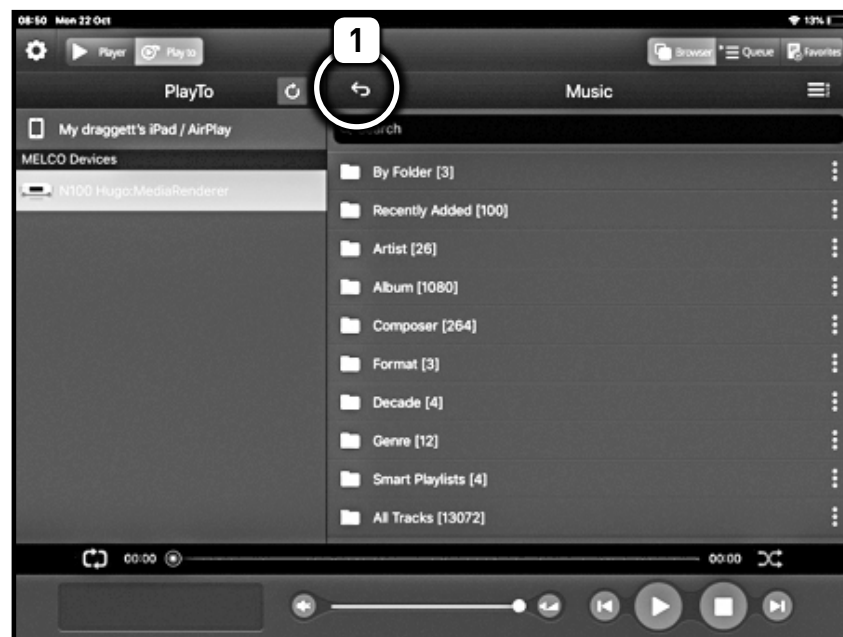 08:50 Mon 22 Oct 13%
1
Player Play to Browser Queue Favorites
PlayTo Music
My draggett's iPad / AirPlay
MELCO Devices
N100 Hugo:MediaRenderer
By Folder [3]
Recently Added [100]
Artist [26]
Album [1080]
Composer [264]
Format [3]
Decade [4]
Genre [12]
Smart Playlists [4]
All Tracks [13072]
00:00 00:00